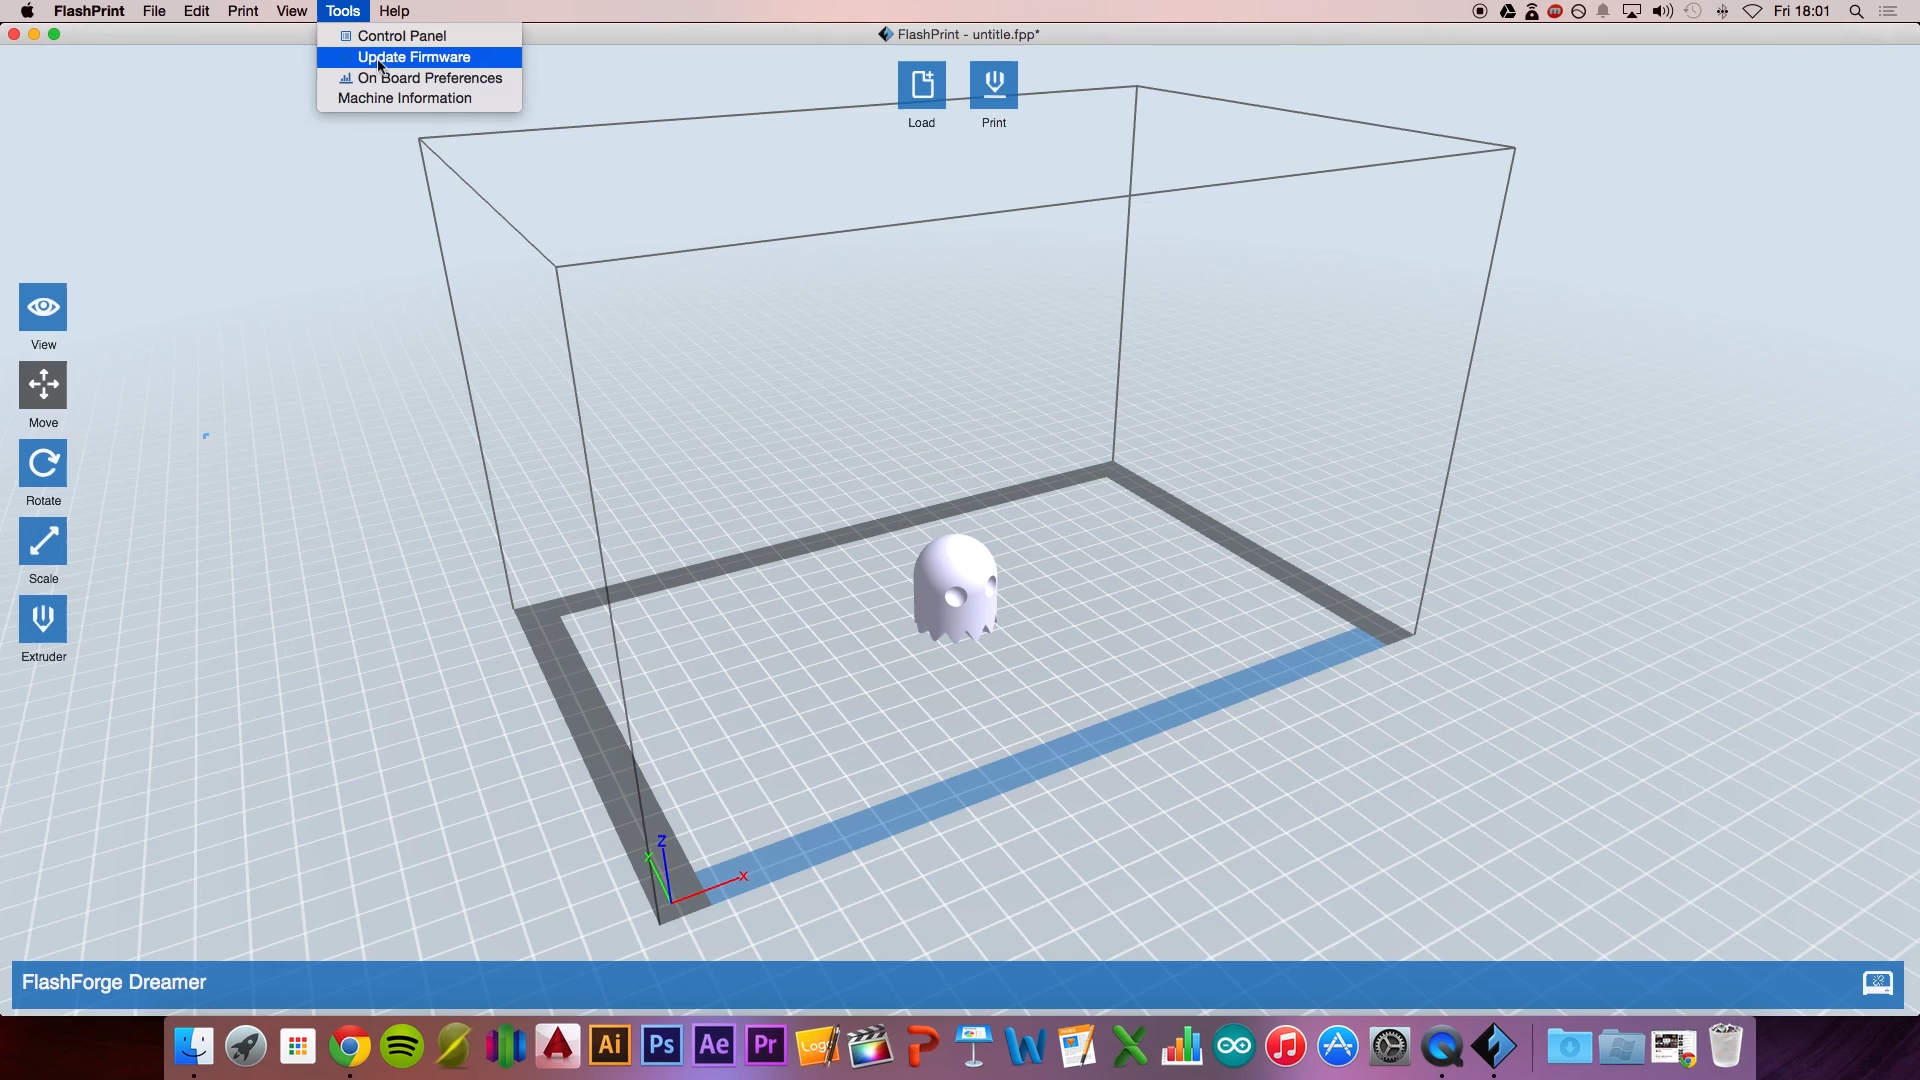 FlashPrint File Edit Print View Tools Help
Fri 18:01
FlashPrint - untitle.fpp*
Control Panel
Update Firmware
On Board Preferences
Machine Information
Load
Print
View
Move
Rotate
Scale
Extruder
Z
Y
X
FlashForge Dreamer
Ai
Ps
Ae
Pr